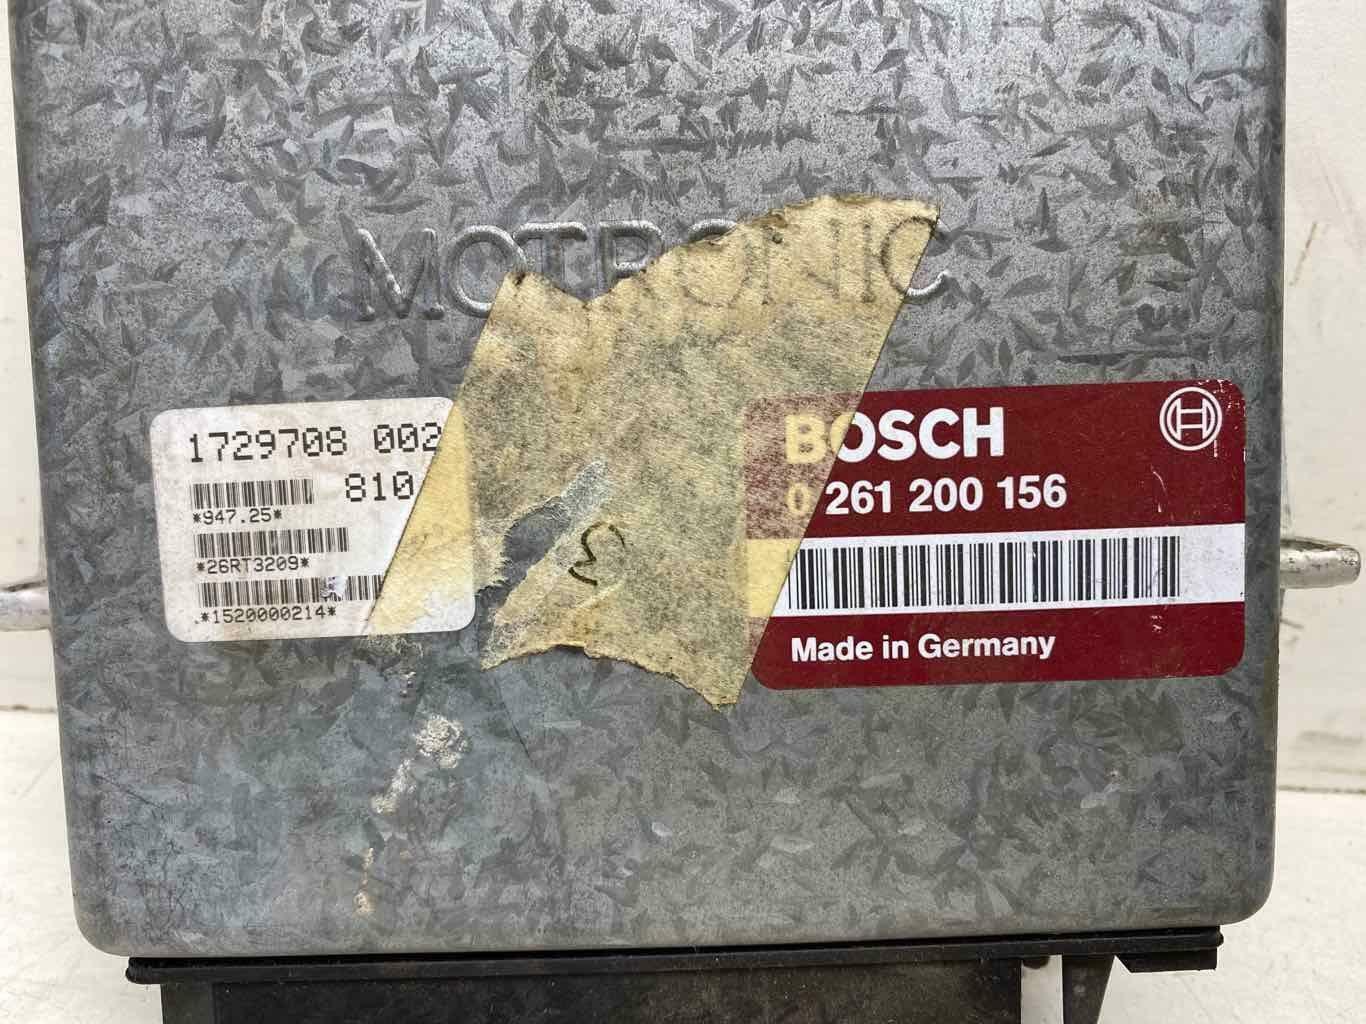 MOTRONIC
1729708 002
810
*947.25*
*26RT3209*
*1520000214*
BOSCH
0 261 200 156
Made in Germany